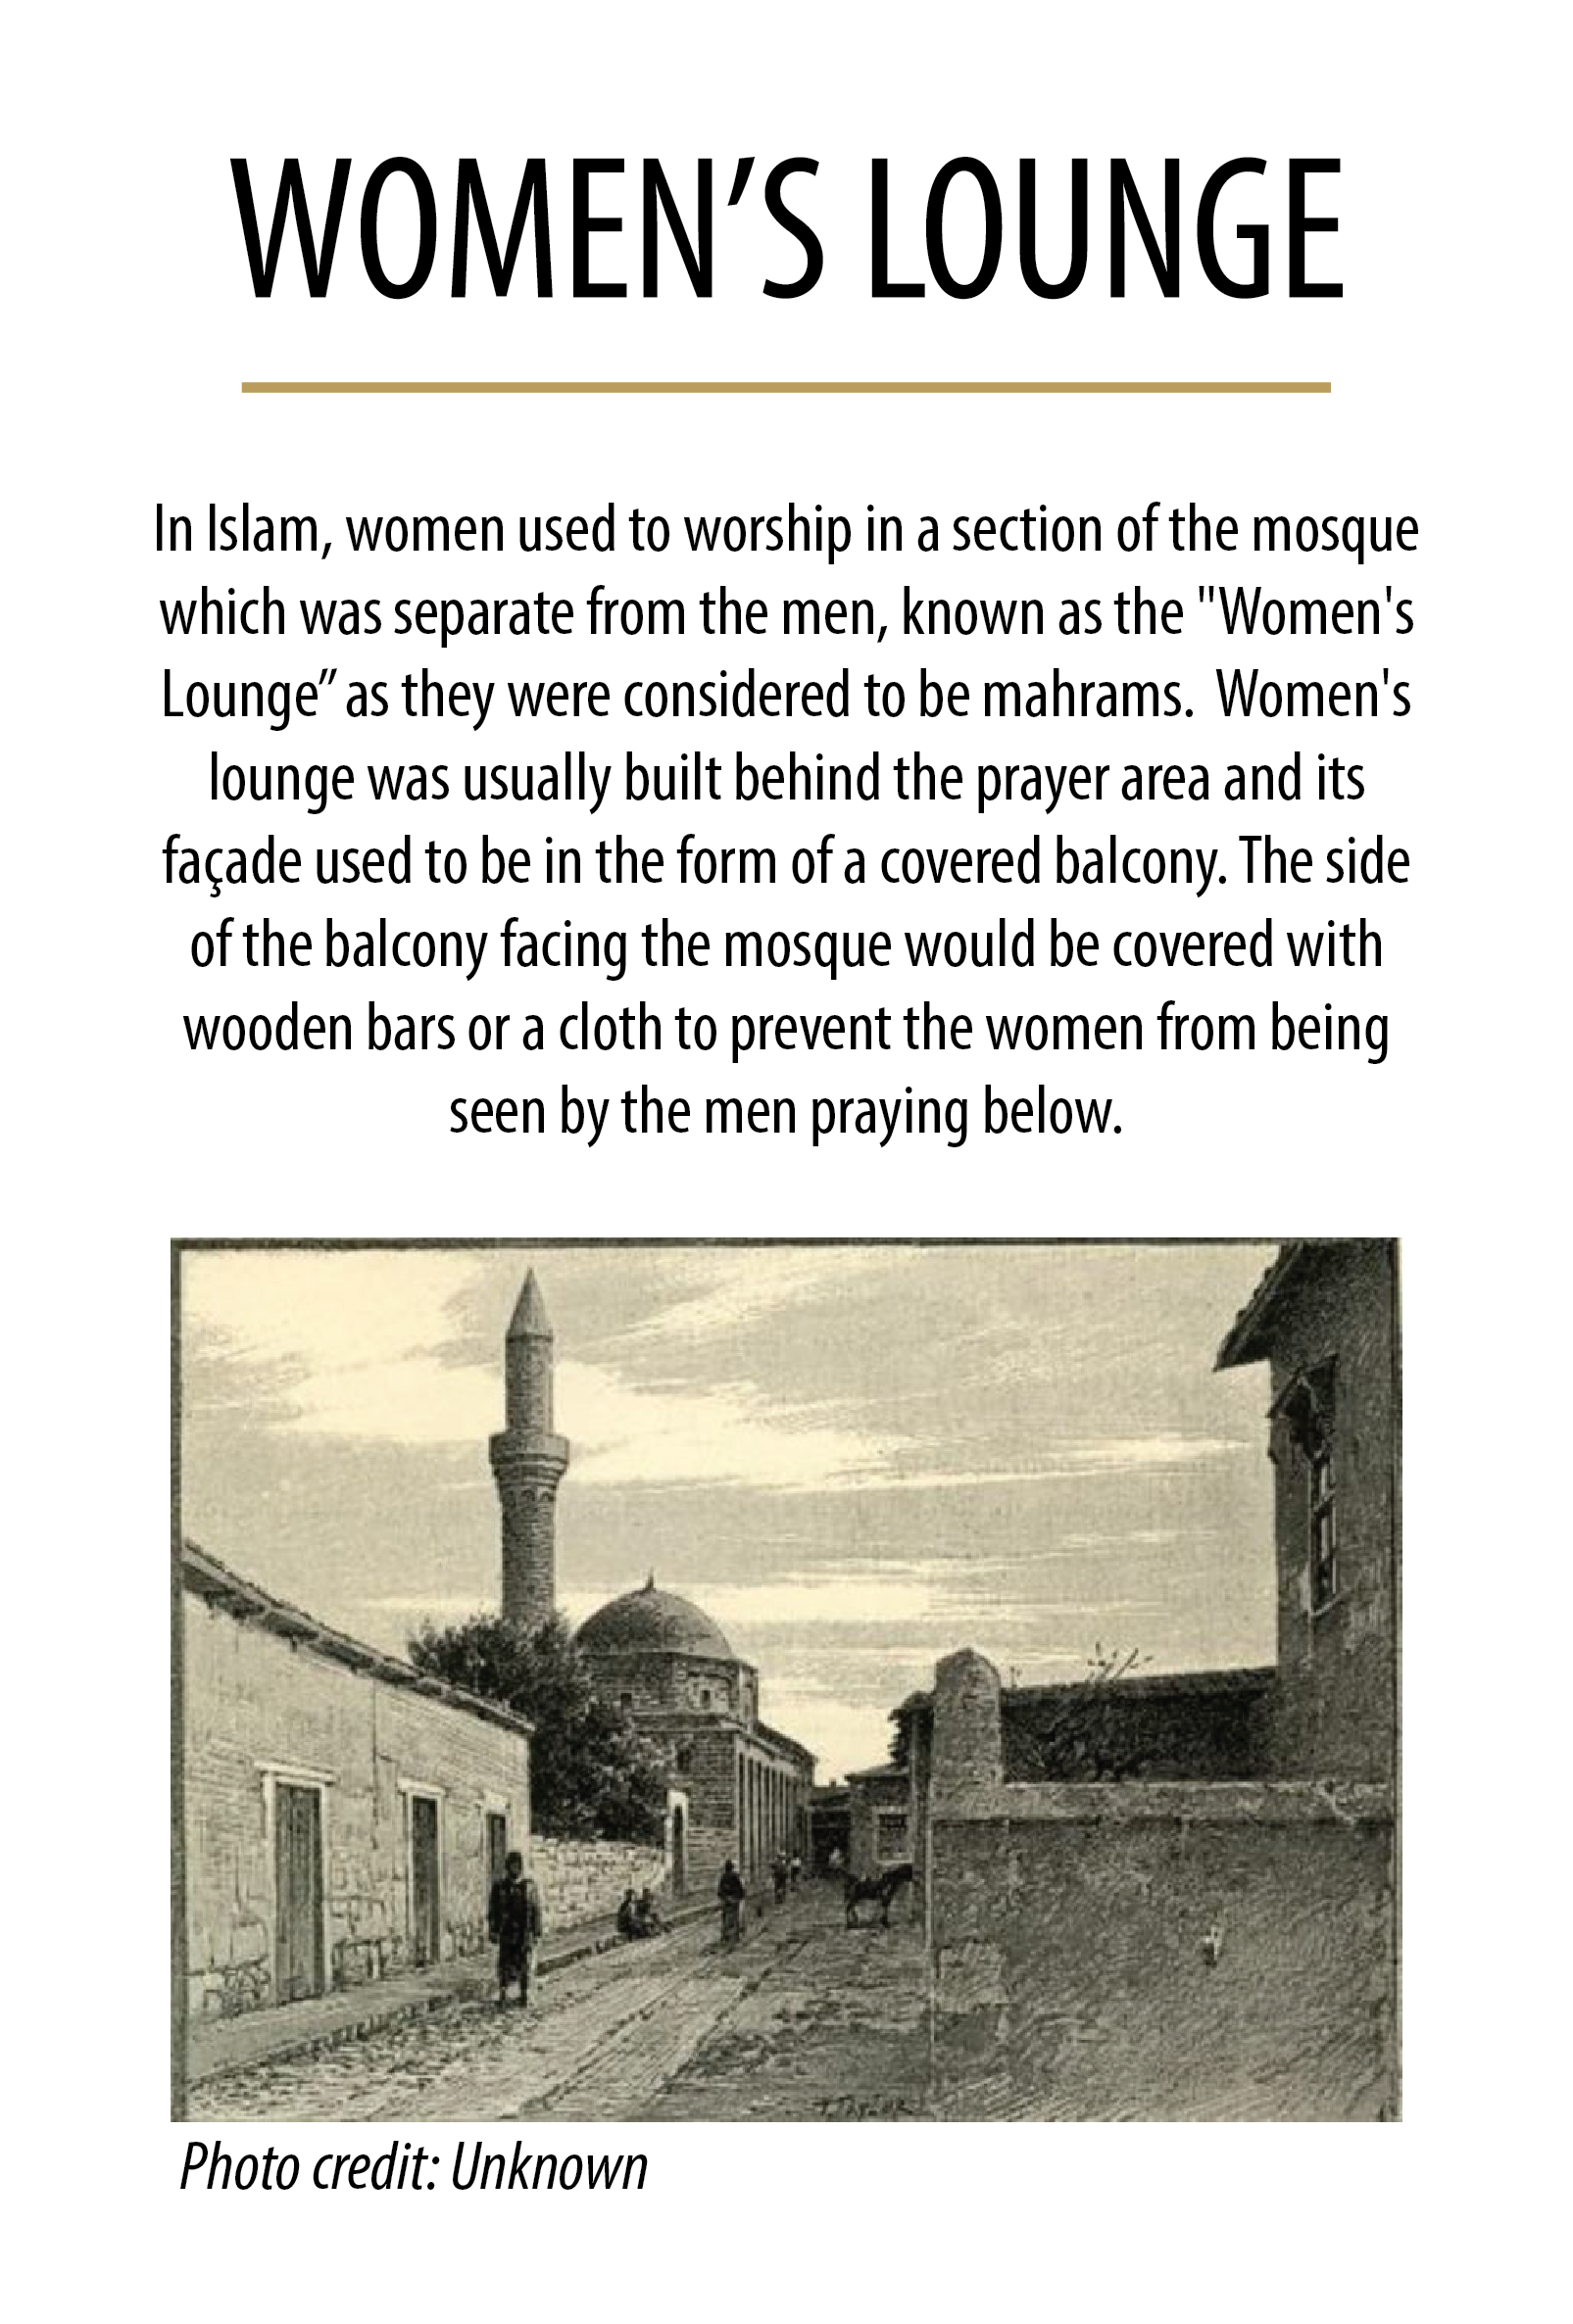 WOMEN’S LOUNGE
In Islam, women used to worship in a section of the mosque
which was separate from the men, known as the "Women's
Lounge” as they were considered to be mahrams.  Women's
lounge was usually built behind the prayer area and its
façade used to be in the form of a covered balcony. The side
of the balcony facing the mosque would be covered with
wooden bars or a cloth to prevent the women from being
seen by the men praying below.
Photo credit: Unknown